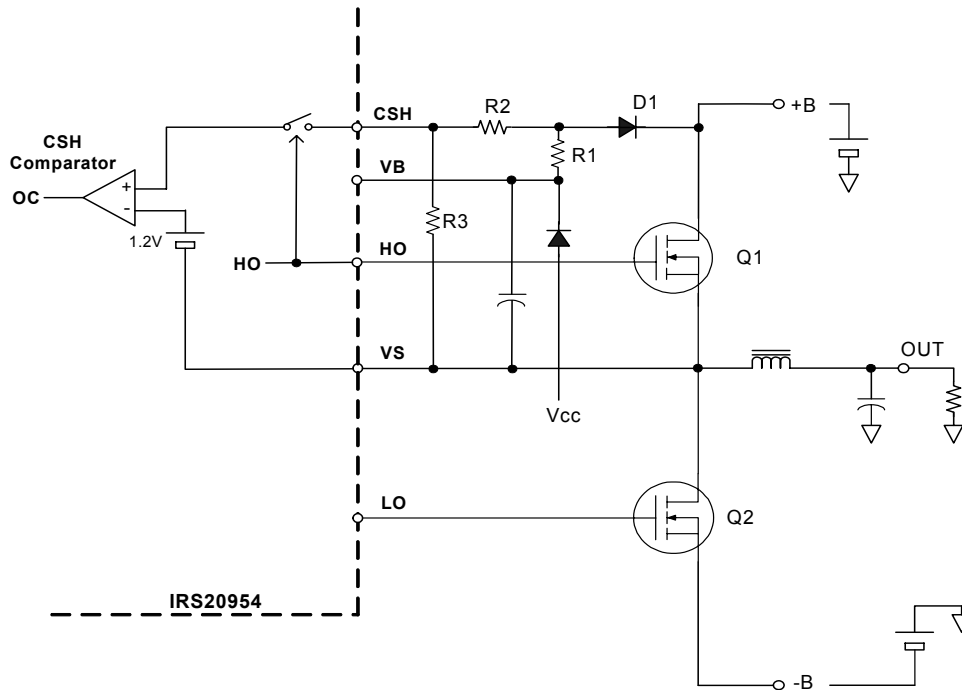 +B
D1
R2
CSH
R1
CSH
Comparator
VB
OC
+
-
R3
1.2V
HO
HO
Q1
VS
OUT
Vcc
LO
Q2
IRS20954
-B